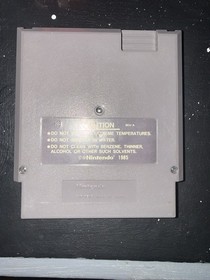 CAUTION
●DO NOT TEMPERATURES.
●DO NOT WATER.
●DO NOT CLEAN WITH BENZENE, THINNER,
ALCOHOL OR OTHER SUCH SOLVENTS.
©Nintendo 1985